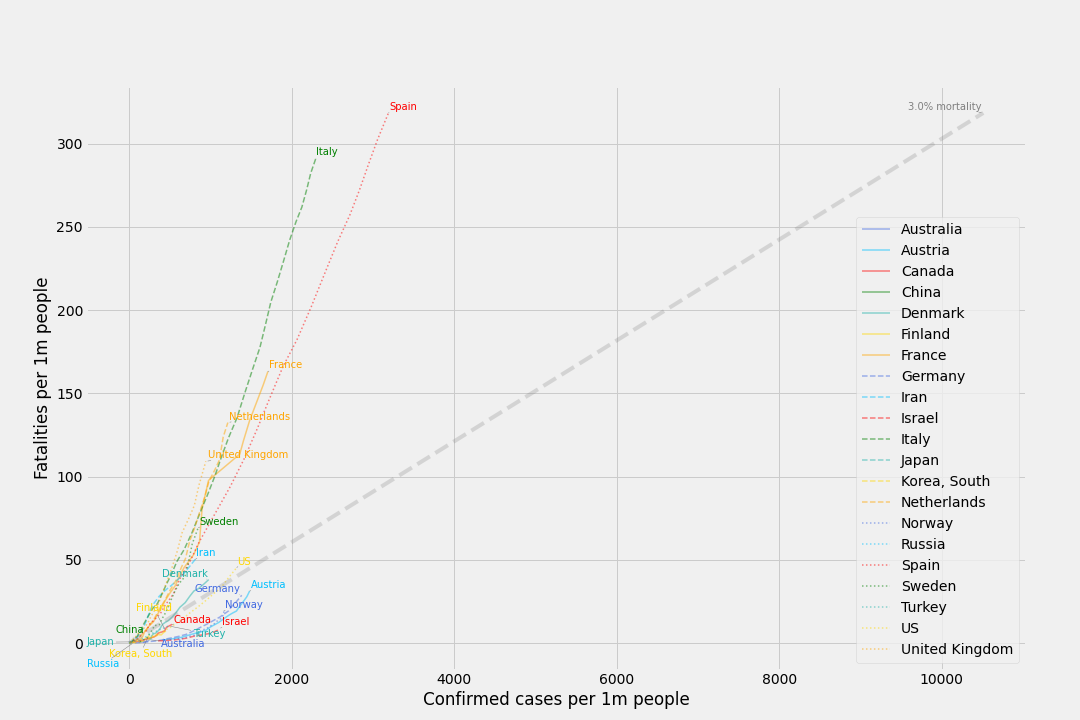 Spain
3.0% mortality
300
Italy
250
Australia
Austria
Canada
China
200
Denmark
Finland
France
Germany
Iran
Israel
Italy
Japan
Korea, South
Netherlands
Norway
Russia
Spain
Sweden
Turkey
US
United Kingdom
France
150
Netherlands
United Kingdom
100
Sweden
Iran
50
US
Denmark
Germany
Austria
Finland
Norway
Canada
Israel
China
Turkey
Japan
0
Australia
Korea, South
Russia
Fatalities per 1m people
0
2000
4000
6000
8000
10000
Confirmed cases per 1m people